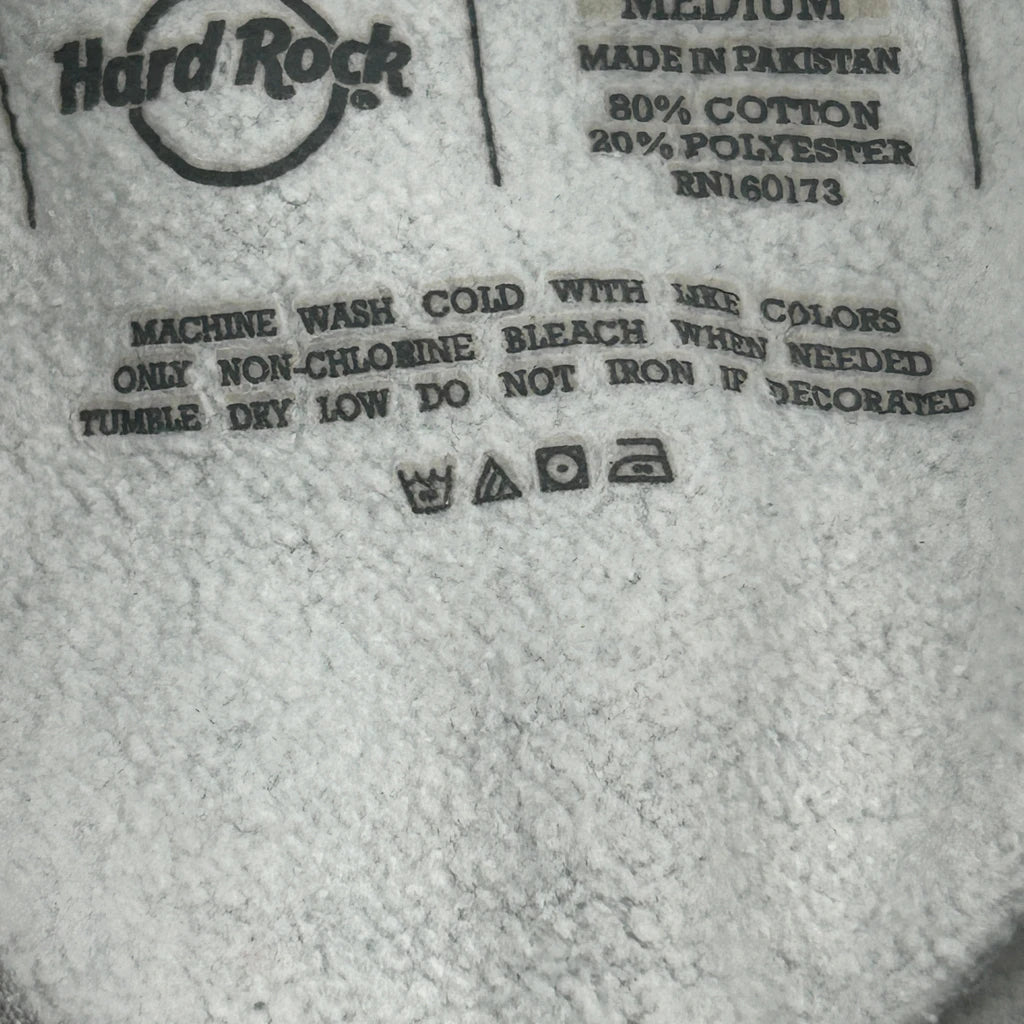 Hard Rock
MEDIUM
MADE IN PAKISTAN
80% COTTON
20% POLYESTER
RN160173
MACHINE WASH COLD WITH LIKE COLORS
ONLY NON-CHLORINE BLEACH WHEN NEEDED
TUMBLE DRY LOW DO NOT IRON IF DECORATED